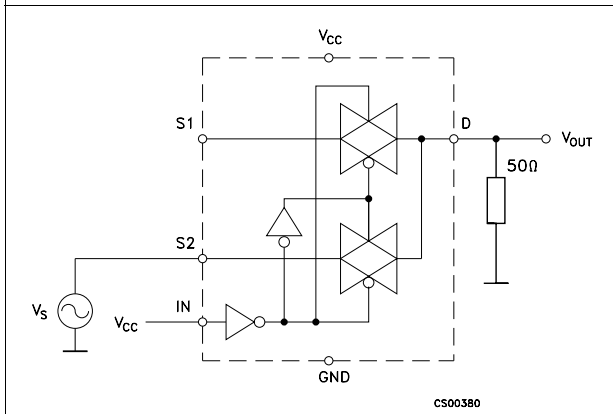 VCC
S1
D
VOUT
50Ω
S2
IN
VS
VCC
GND
CS00380